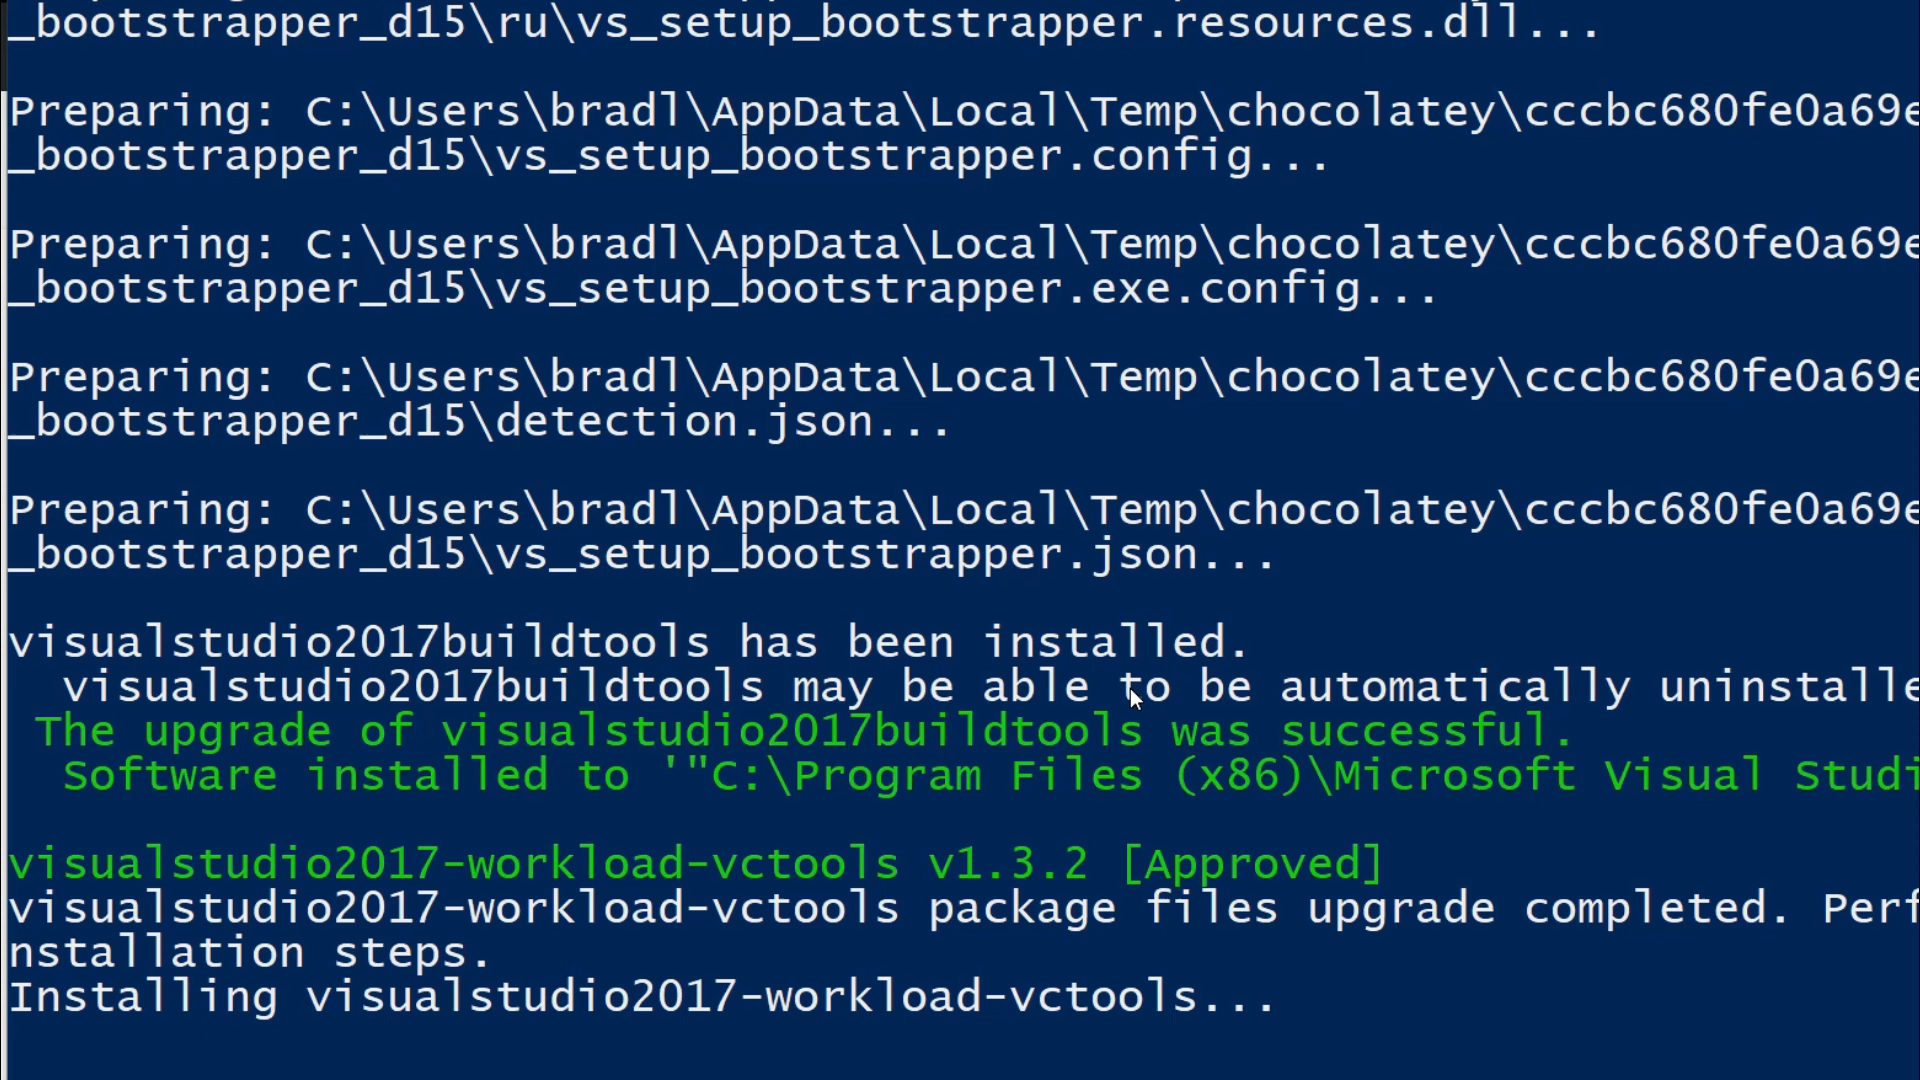 _bootstrapper_d15\ru\vs_setup_bootstrapper.resources.dll...
Preparing: C:\Users\bradl\AppData\Local\Temp\chocolatey\cccbc680fe0a69e
_bootstrapper_d15\vs_setup_bootstrapper.config...
Preparing: C:\Users\bradl\AppData\Local\Temp\chocolatey\cccbc680fe0a69e
_bootstrapper_d15\vs_setup_bootstrapper.exe.config...
Preparing: C:\Users\bradl\AppData\Local\Temp\chocolatey\cccbc680fe0a69e
_bootstrapper_d15\detection.json...
Preparing: C:\Users\bradl\AppData\Local\Temp\chocolatey\cccbc680fe0a69e
_bootstrapper_d15\vs_setup_bootstrapper.json...
visualstudio2017buildtools has been installed.
visualstudio2017buildtools may be able to be automatically uninstalle
The upgrade of visualstudio2017buildtools was successful.
Software installed to '"C:\Program Files (x86)\Microsoft Visual Studi
visualstudio2017-workload-vctools v1.3.2 [Approved]
visualstudio2017-workload-vctools package files upgrade completed. Perf
nstallation steps.
Installing visualstudio2017-workload-vctools...